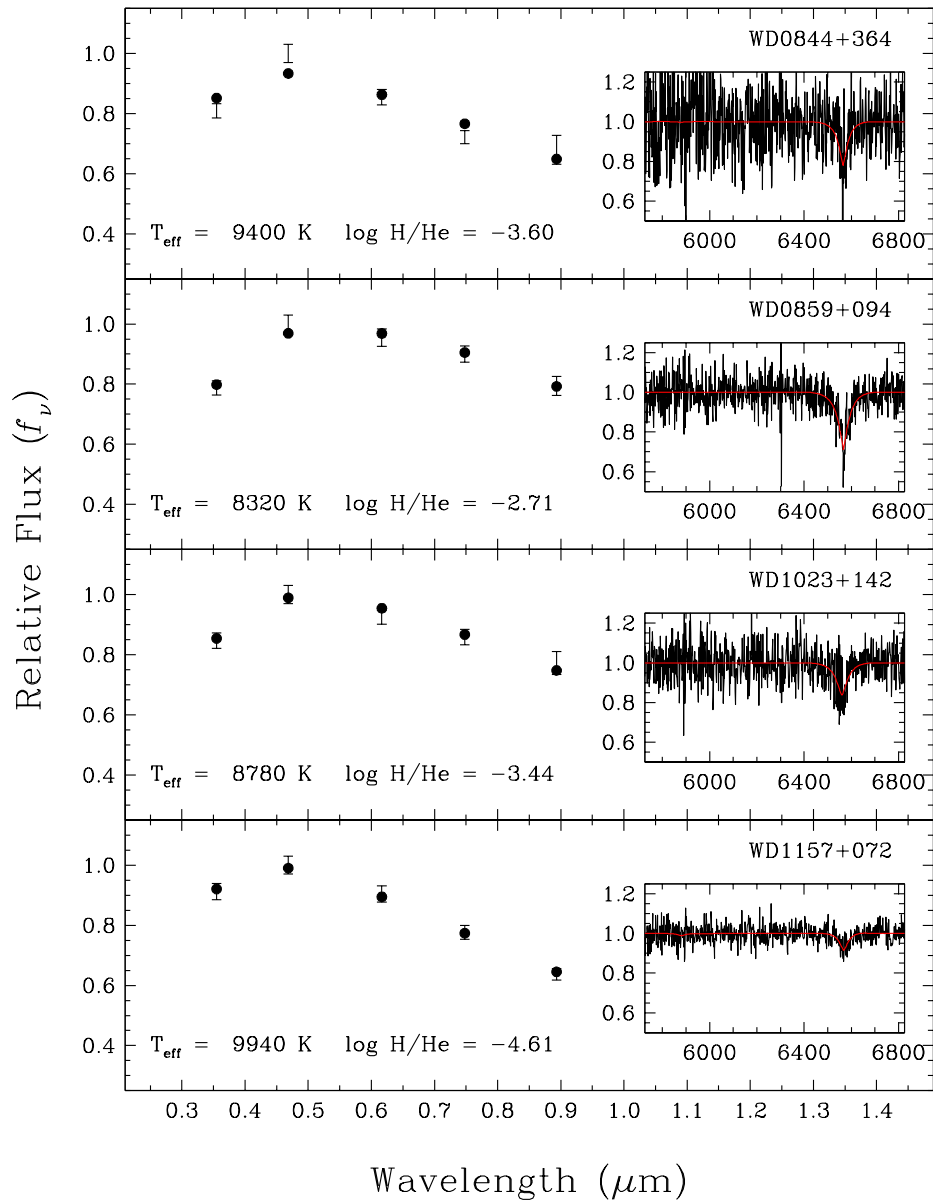 WD0844+364
1.0
0.8
0.6
0.4
1.2
1.0
0.8
0.6
6000 6400 6800
T_eff = 9400 K log H/He = −3.60
WD0859+094
1.0
0.8
0.6
0.4
1.2
1.0
0.8
0.6
6000 6400 6800
T_eff = 8320 K log H/He = −2.71
WD1023+142
1.0
0.8
0.6
0.4
1.2
1.0
0.8
0.6
6000 6400 6800
T_eff = 8780 K log H/He = −3.44
WD1157+072
1.0
0.8
0.6
0.4
1.2
1.0
0.8
0.6
6000 6400 6800
T_eff = 9940 K log H/He = −4.61
0.3 0.4 0.5 0.6 0.7 0.8 0.9 1.0 1.1 1.2 1.3 1.4
Wavelength (μm)
Relative Flux (f_ν)